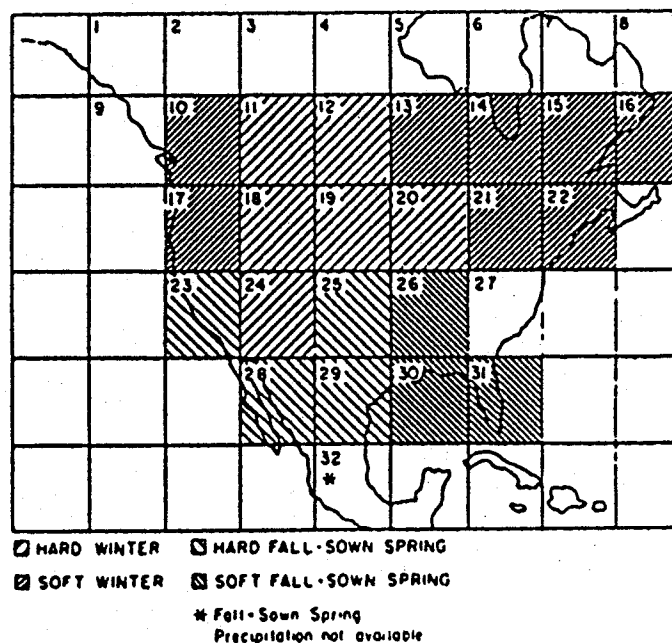 1 2 3 4 5 6 7 8
9 10 11 12 13 14 15 16
17 18 19 20 21 22
23 24 25 26 27
28 29 30 31
32
*
HARD WINTER HARD FALL-SOWN SPRING
SOFT WINTER SOFT FALL-SOWN SPRING
* Fall-Sown Spring
Precipitation not available